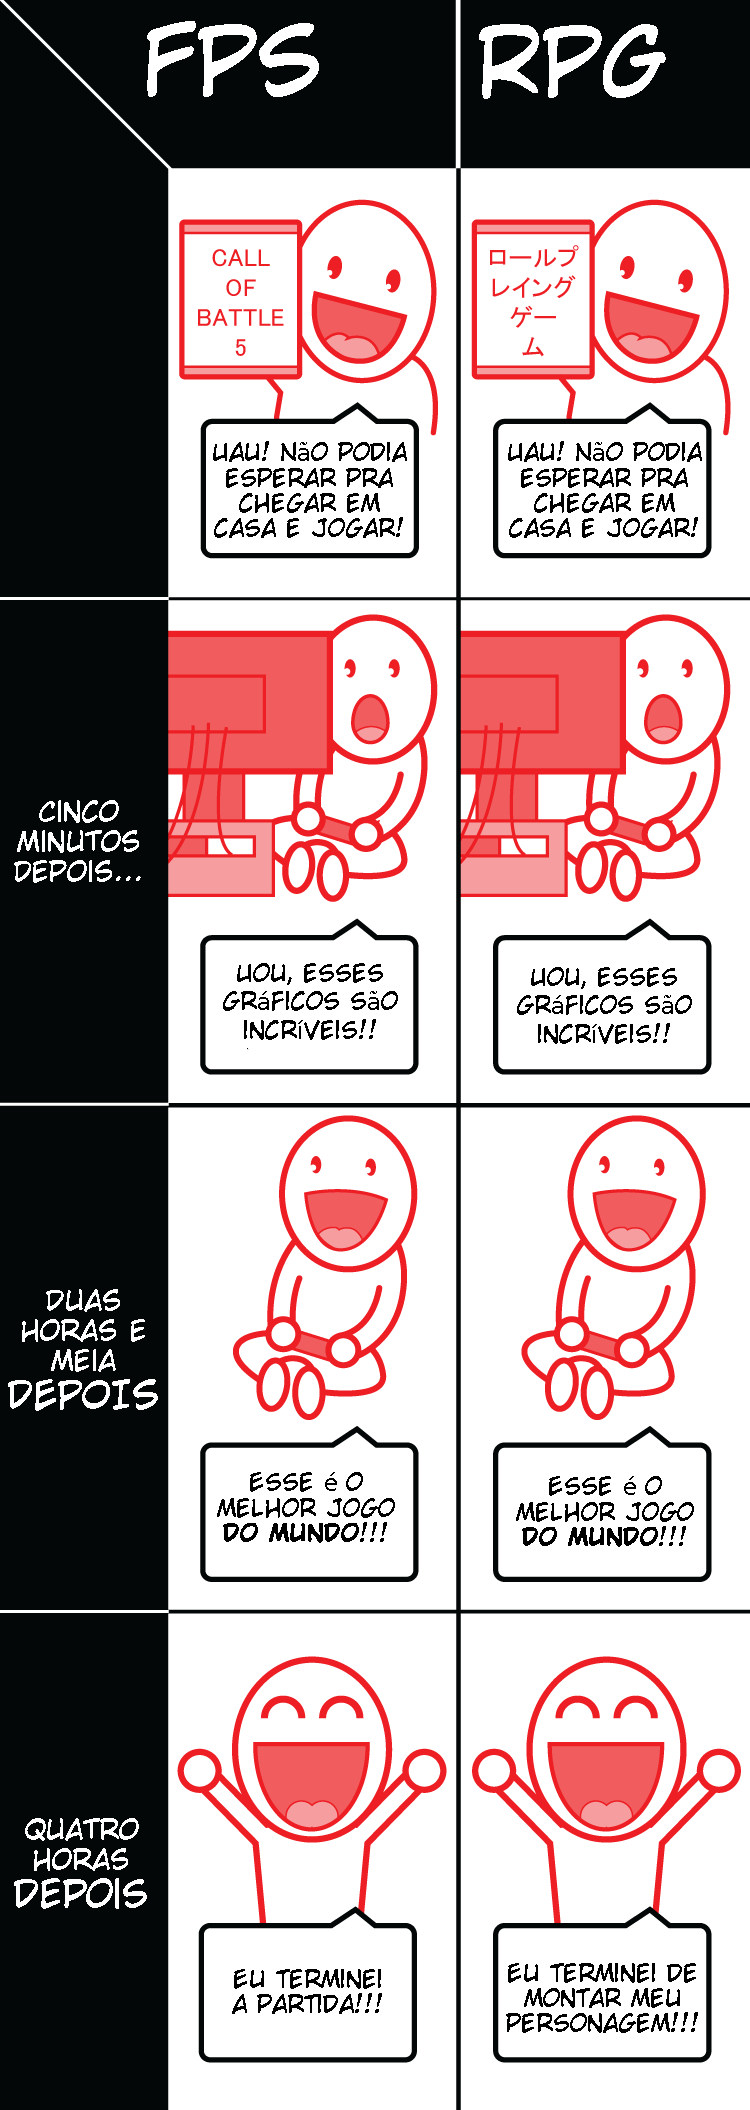 FPS
RPG
CALL
OF
BATTLE
5
UAU! NãO PODIA
ESPERAR PRA
CHEGAR EM
CASA E JOGAR!
ロールプ
レイング
ゲー
ム
UAU! NãO PODIA
ESPERAR PRA
CHEGAR EM
CASA E JOGAR!
CINCO
MINUTOS
DEPOIS...
UOU, ESSES
GRáFICOS SãO
INCRíVEIS!!
UOU, ESSES
GRáFICOS SãO
INCRíVEIS!!
DUAS
HORAS E
MEIA
DEPOIS
ESSE é O
MELHOR JOGO
DO MUNDO!!!
ESSE é O
MELHOR JOGO
DO MUNDO!!!
QUATRO
HORAS
DEPOIS
EU TERMINEI
A PARTIDA!!!
EU TERMINEI DE
MONTAR MEU
PERSONAGEM!!!